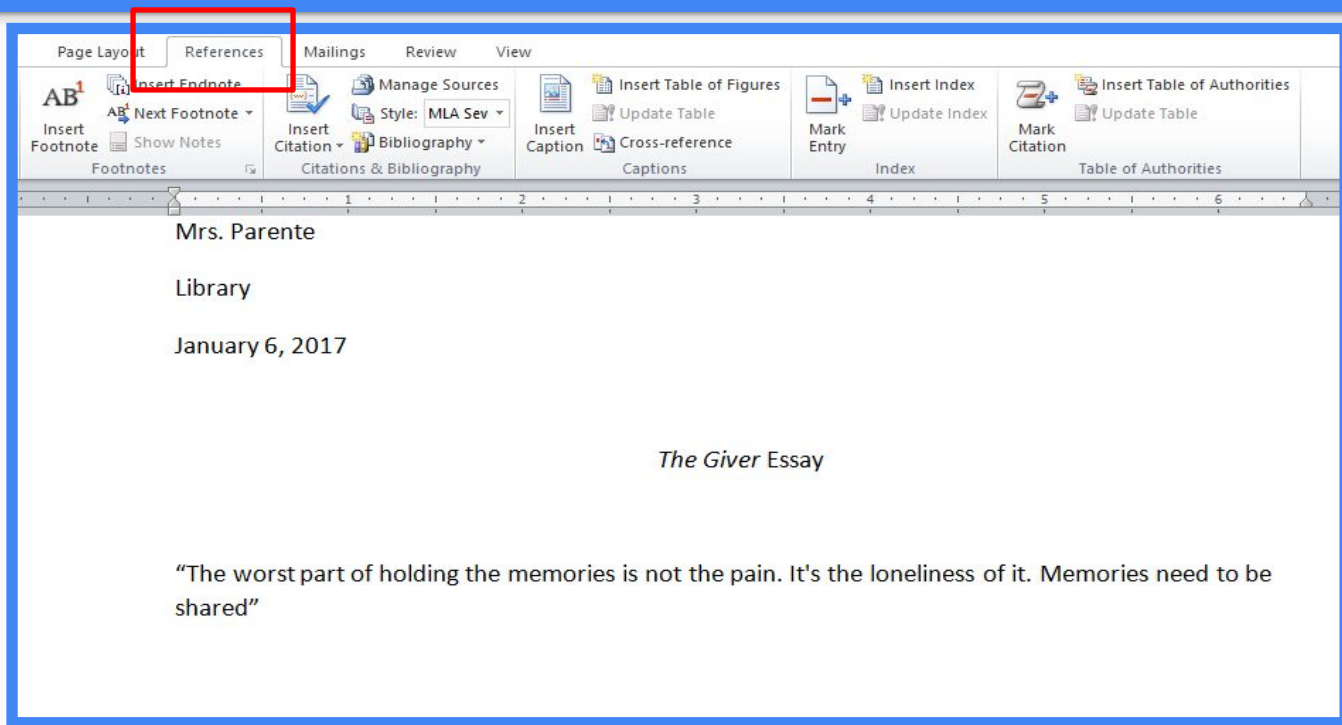 Page Layout References Mailings Review View
AB1 Insert Endnote Manage Sources Insert Table of Figures Insert Index Insert Table of Authorities
AB1 Next Footnote Style: MLA Sev Update Table Update Index Update Table
Insert Footnote Show Notes Insert Citation Bibliography Insert Caption Cross-reference Mark Entry Mark Citation
Footnotes Citations & Bibliography Captions Index Table of Authorities
1 2 3 4 5 6
Mrs. Parente
Library
January 6, 2017
The Giver Essay
“The worst part of holding the memories is not the pain. It's the loneliness of it. Memories need to be
shared”